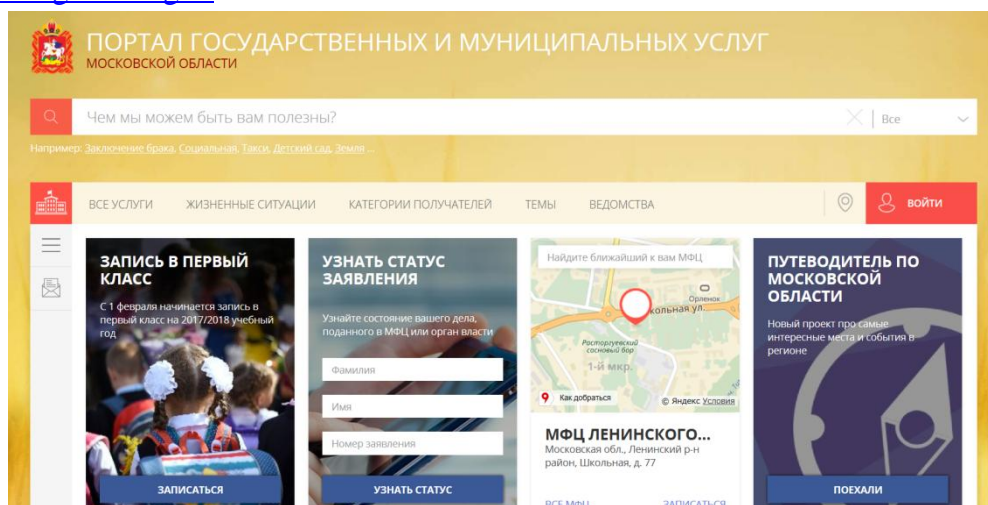 ПОРТАЛ ГОСУДАРСТВЕННЫХ И МУНИЦИПАЛЬНЫХ УСЛУГ
МОСКОВСКОЙ ОБЛАСТИ
Чем мы можем быть вам полезны?
Все
Например: Заключение брака, Социальная, Такси, Детский сад, Земля ...
ВСЕ УСЛУГИ
ЖИЗНЕННЫЕ СИТУАЦИИ
КАТЕГОРИИ ПОЛУЧАТЕЛЕЙ
ТЕМЫ
ВЕДОМСТВА
ВОЙТИ
ЗАПИСЬ В ПЕРВЫЙ
КЛАСС
С 1 февраля начинается запись в
первый класс на 2017/2018 учебный
год
ЗАПИСАТЬСЯ
УЗНАТЬ СТАТУС
ЗАЯВЛЕНИЯ
Узнайте состояние вашего дела,
поданного в МФЦ или орган власти
Фамилия
Имя
Номер заявления
УЗНАТЬ СТАТУС
Найдите ближайший к вам МФЦ
Орленок
кольная ул.
Расторгуевский
сосновый бор
1-й мкр.
Как добраться
© Яндекс Условия
МФЦ ЛЕНИНСКОГО...
Московская обл., Ленинский р-н
район, Школьная, д. 77
ВСЕ МФЦ
ЗАПИСАТЬСЯ
ПУТЕВОДИТЕЛЬ ПО
МОСКОВСКОЙ
ОБЛАСТИ
Новый проект про самые
интересные места и события в
регионе
ПОЕХАЛИ